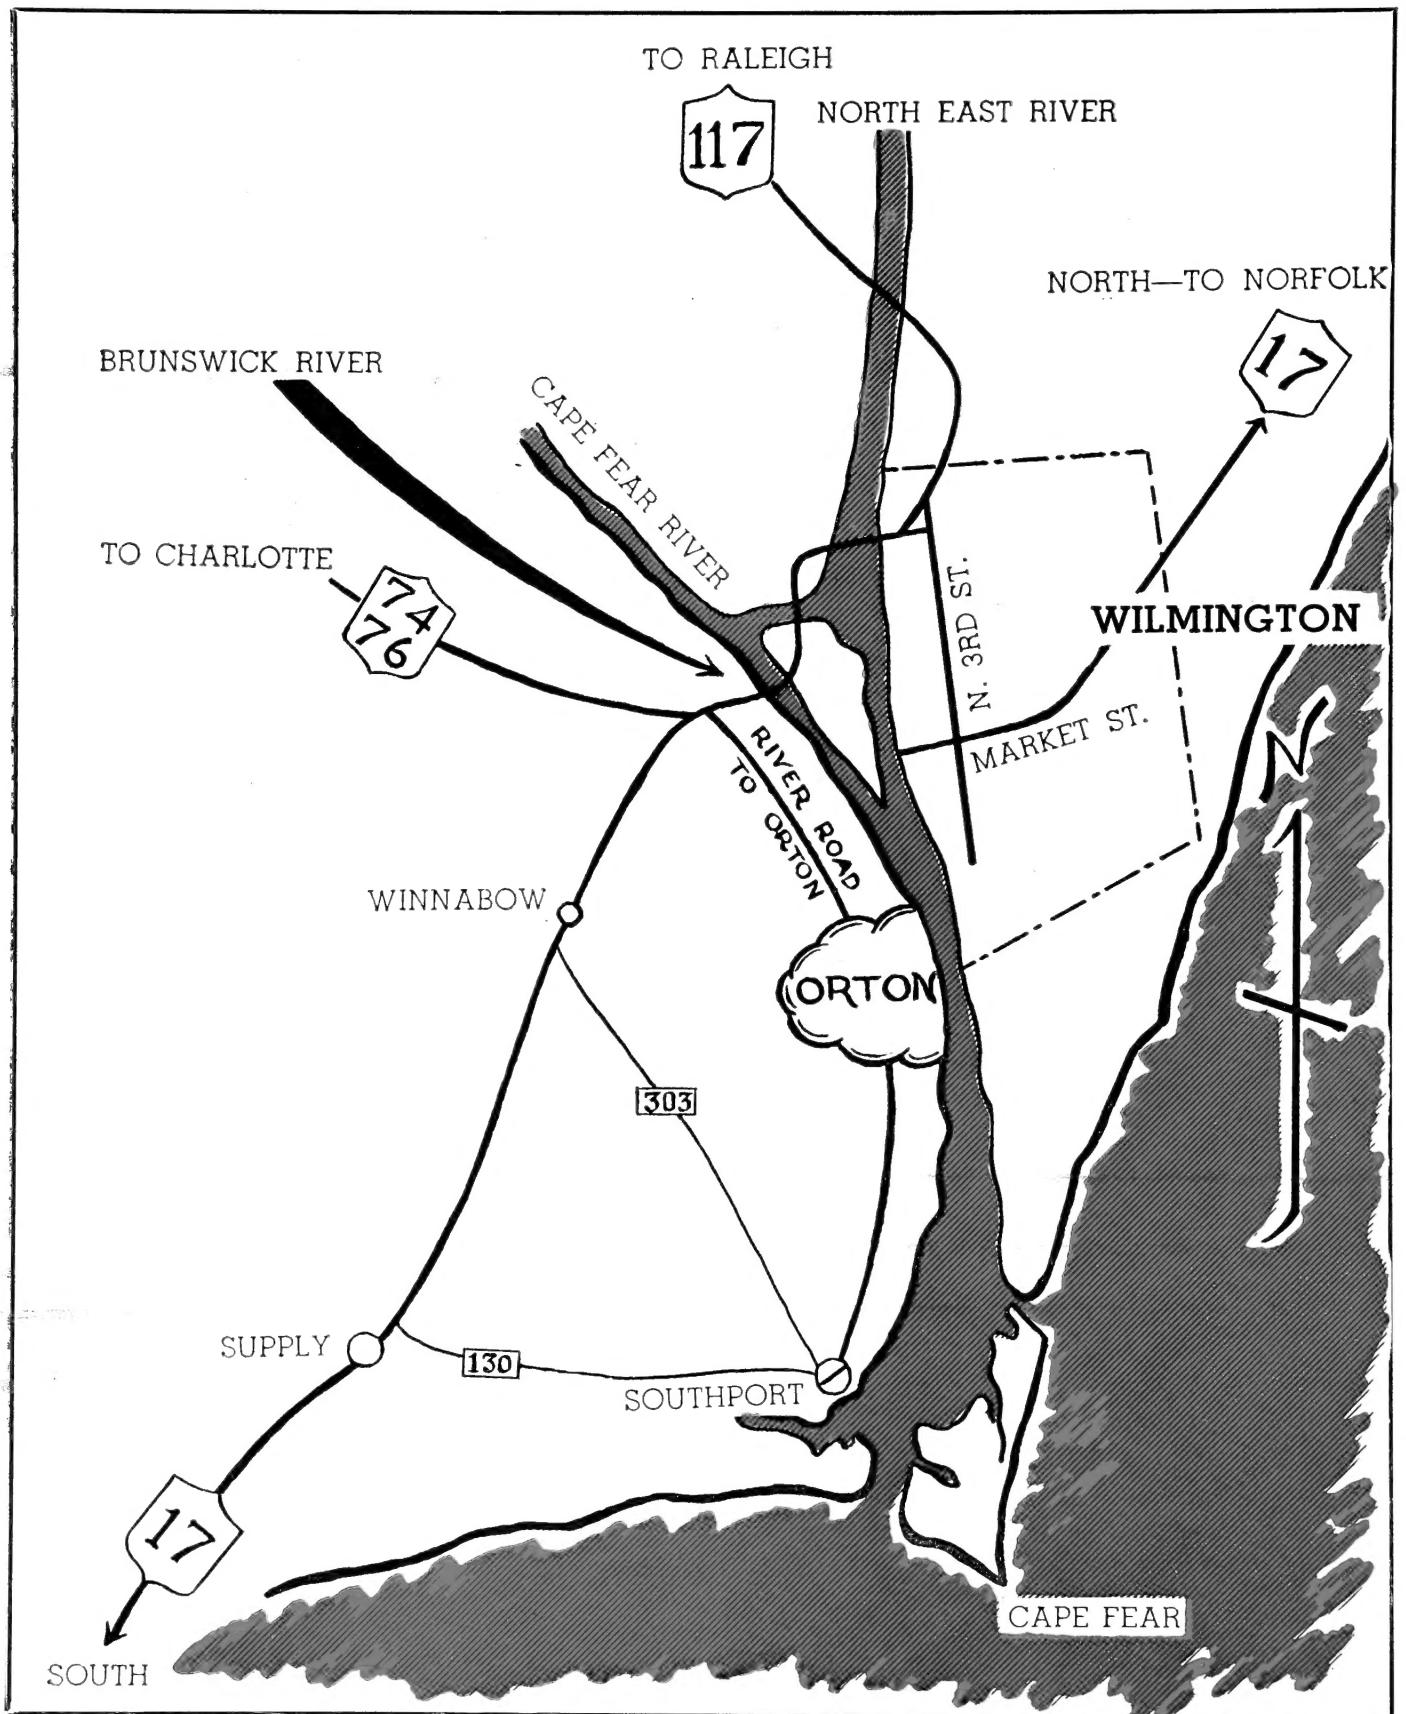 TO RALEIGH
117
NORTH EAST RIVER
NORTH—TO NORFOLK
17
BRUNSWICK RIVER
CAPE FEAR RIVER
TO CHARLOTTE
74
76
N. 3RD ST.
WILMINGTON
MARKET ST.
N
RIVER ROAD
TO ORTON
WINNABOW
ORTON
303
SUPPLY
130
SOUTHPORT
17
CAPE FEAR
SOUTH